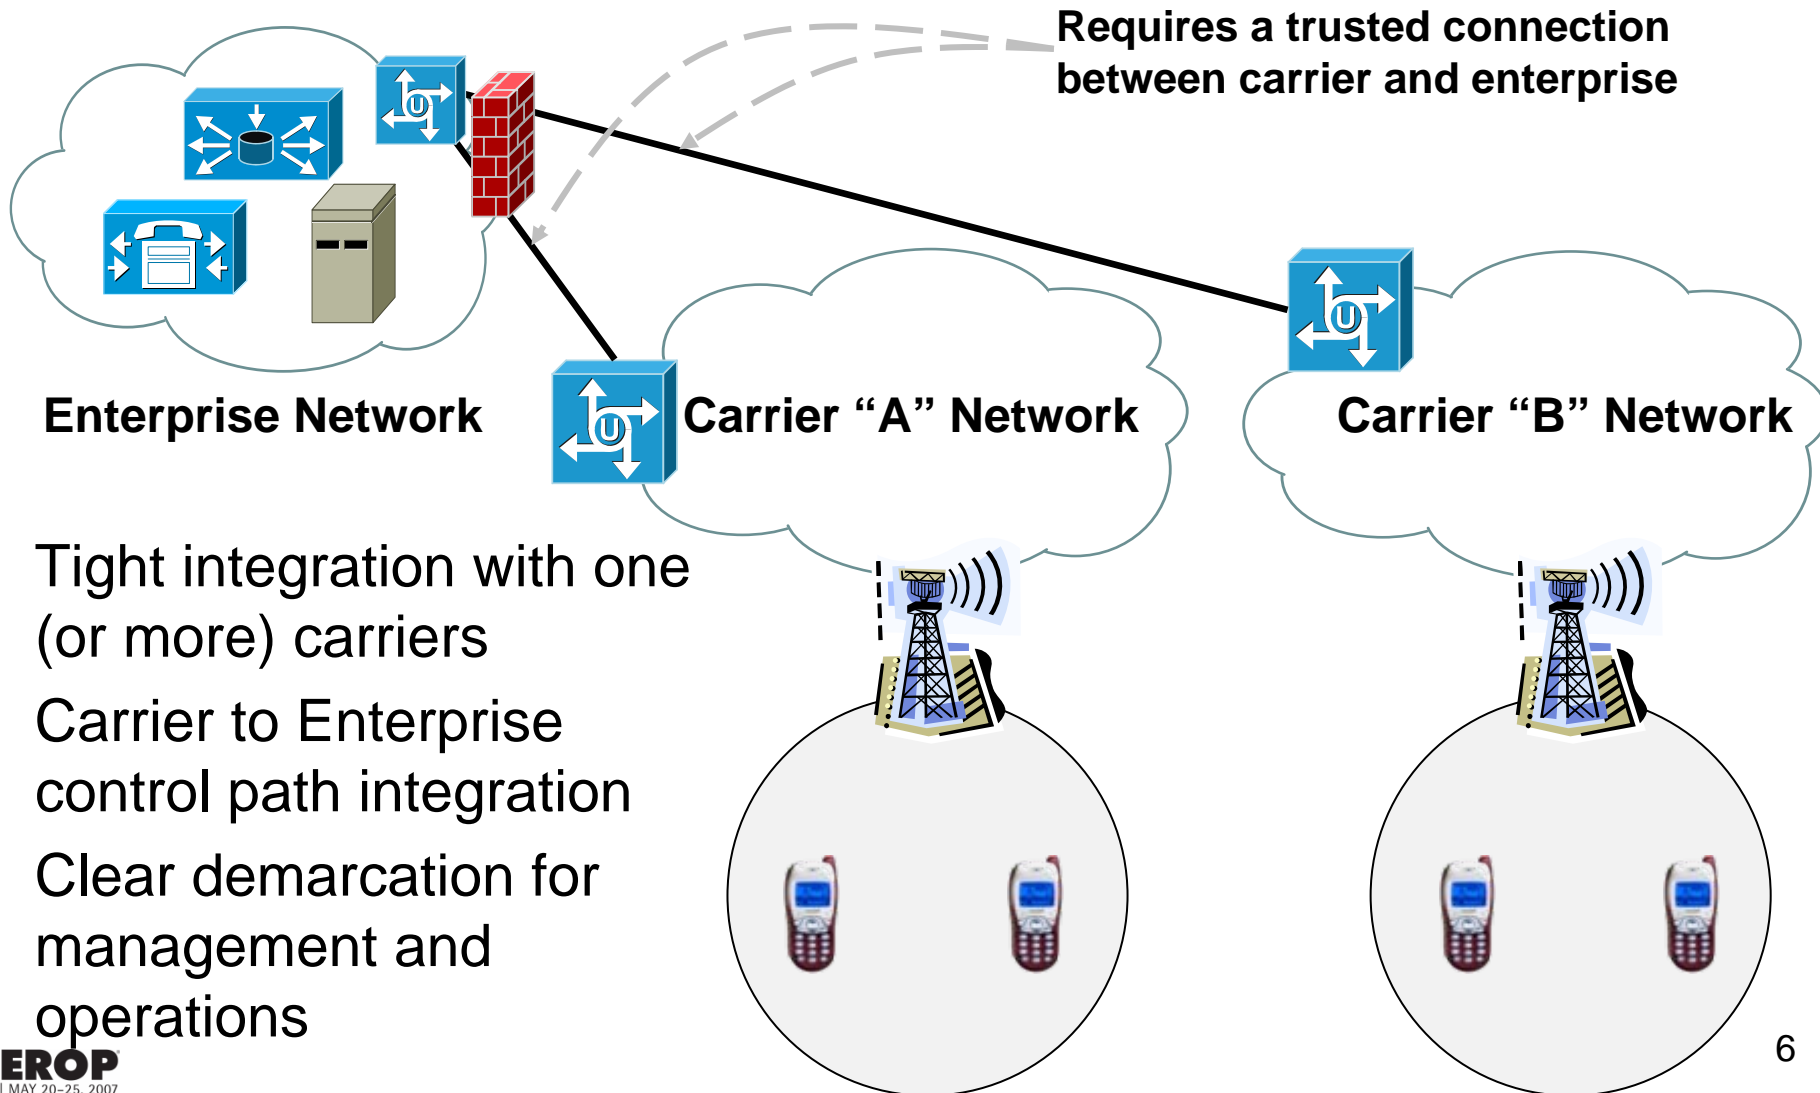 Requires a trusted connection
between carrier and enterprise
U
U
U
Enterprise Network
Carrier “A” Network
Carrier “B” Network
Tight integration with one
(or more) carriers
Carrier to Enterprise
control path integration
Clear demarcation for
management and
operations
EROP
MAY 20–25, 2007
6